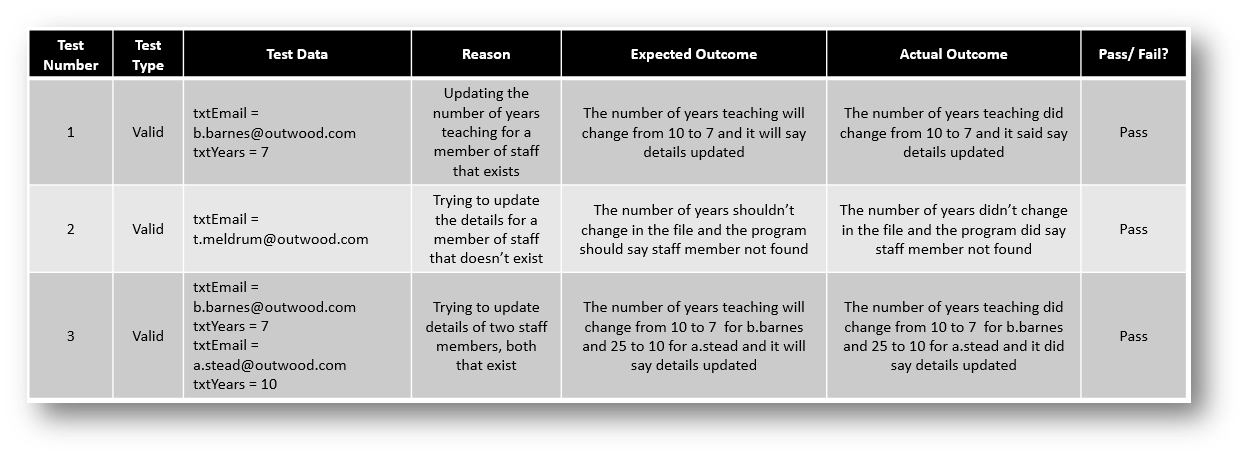 Test Number
Test Type
Test Data
Reason
Expected Outcome
Actual Outcome
Pass/ Fail?
1
Valid
txtEmail =
b.barnes@outwood.com
txtYears = 7
Updating the
number of years
teaching for a
member of staff
that exists
The number of years teaching will
change from 10 to 7 and it will say
details updated
The number of years teaching did
change from 10 to 7 and it said say
details updated
Pass
2
Valid
txtEmail =
t.meldrum@outwood.com
Trying to update
the details for a
member of staff
that doesn’t exist
The number of years shouldn’t
change in the file and the program
should say staff member not found
The number of years didn’t change
in the file and the program did say
staff member not found
Pass
3
Valid
txtEmail =
b.barnes@outwood.com
txtYears = 7
txtEmail =
a.stead@outwood.com
txtYears = 10
Trying to update
details of two staff
members, both
that exist
The number of years teaching will
change from 10 to 7 for b.barnes
and 25 to 10 for a.stead and it will
say details updated
The number of years teaching did
change from 10 to 7 for b.barnes
and 25 to 10 for a.stead and it did
say details updated
Pass